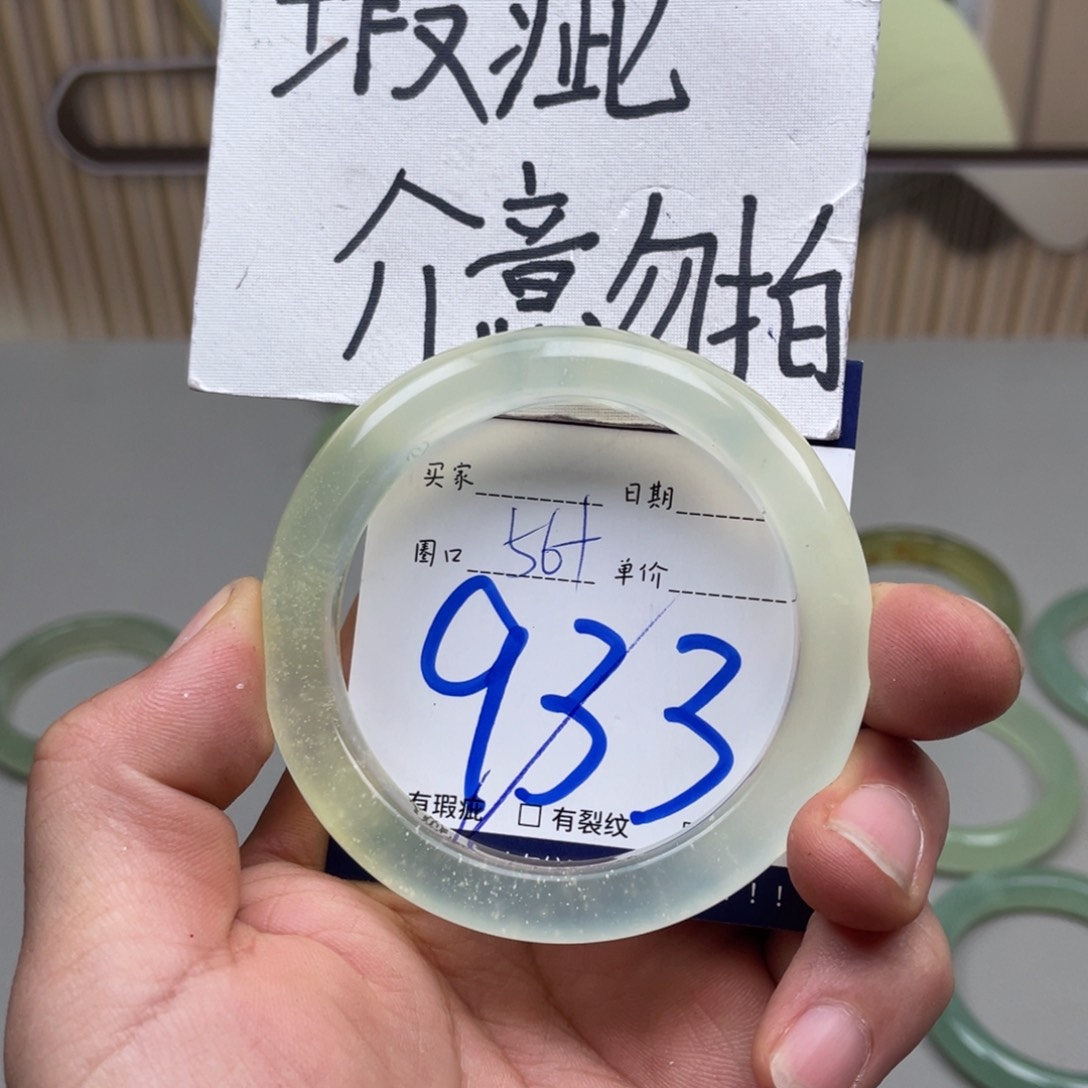 瑕疵
介意勿拍
买家 日期
圈口 56+ 单价
933
有瑕疵 □ 有裂纹
！！